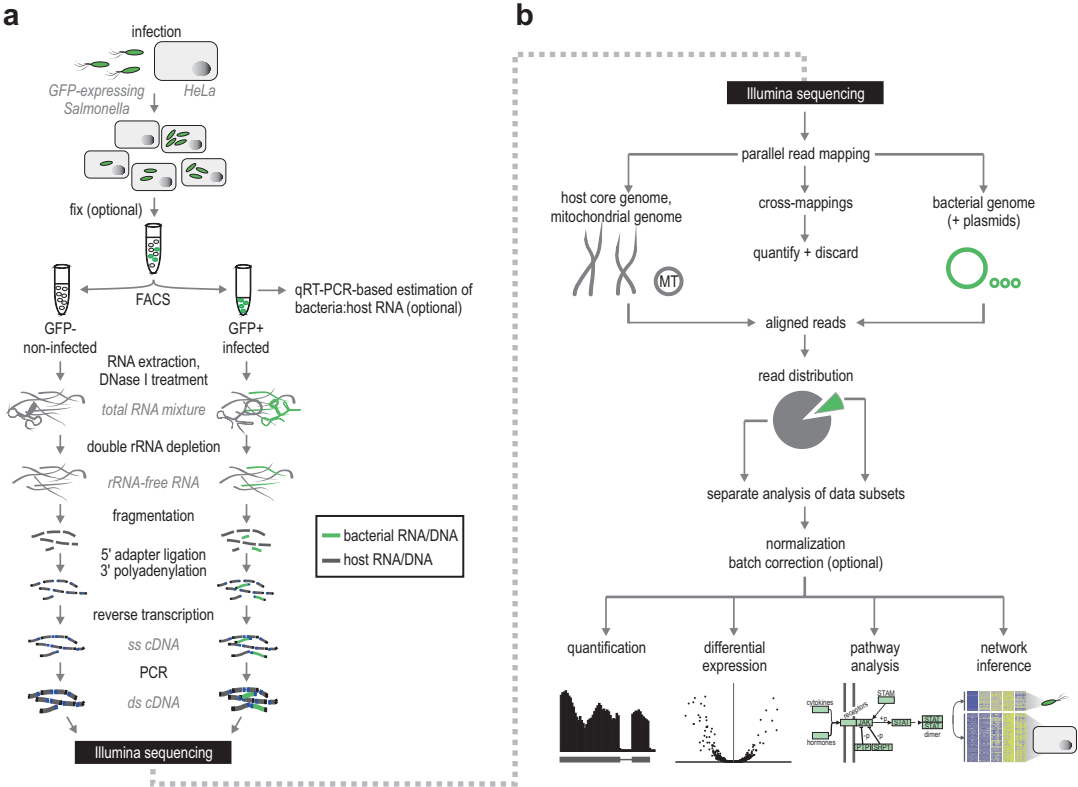 a
infection
GFP-expressing
Salmonella
HeLa
fix (optional)
FACS
GFP-
non-infected
GFP+
infected
qRT-PCR-based estimation of
bacteria:host RNA (optional)
RNA extraction,
DNase I treatment
total RNA mixture
double rRNA depletion
rRNA-free RNA
fragmentation
5' adapter ligation
3' polyadenylation
reverse transcription
ss cDNA
PCR
ds cDNA
Illumina sequencing
bacterial RNA/DNA
host RNA/DNA
b
Illumina sequencing
parallel read mapping
host core genome,
mitochondrial genome
MT
cross-mappings
quantify + discard
bacterial genome
(+ plasmids)
aligned reads
read distribution
separate analysis of data subsets
normalization
batch correction (optional)
quantification
differential
expression
pathway
analysis
network
inference
cytokines
hormones
receptors
JAK
STAM
+p
STAT
STAT
STAT
dimer
-p
-p
PTP
SHP1